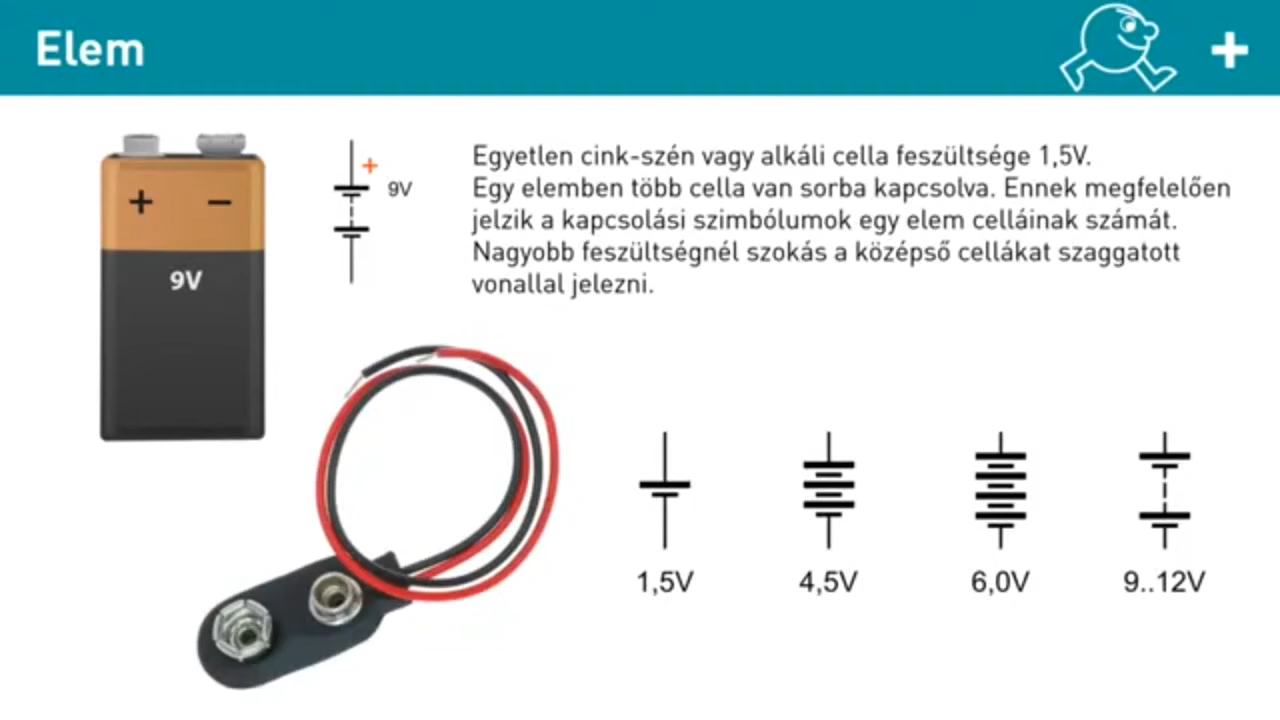 Elem
+
+ −
9V
+
9V
Egyetlen cink-szén vagy alkáli cella feszültsége 1,5V.
Egy elemben több cella van sorba kapcsolva. Ennek megfelelően
jelzik a kapcsolási szimbólumok egy elem celláinak számát.
Nagyobb feszültségnél szokás a középső cellákat szaggatott
vonallal jelezni.
1,5V 4,5V 6,0V 9..12V